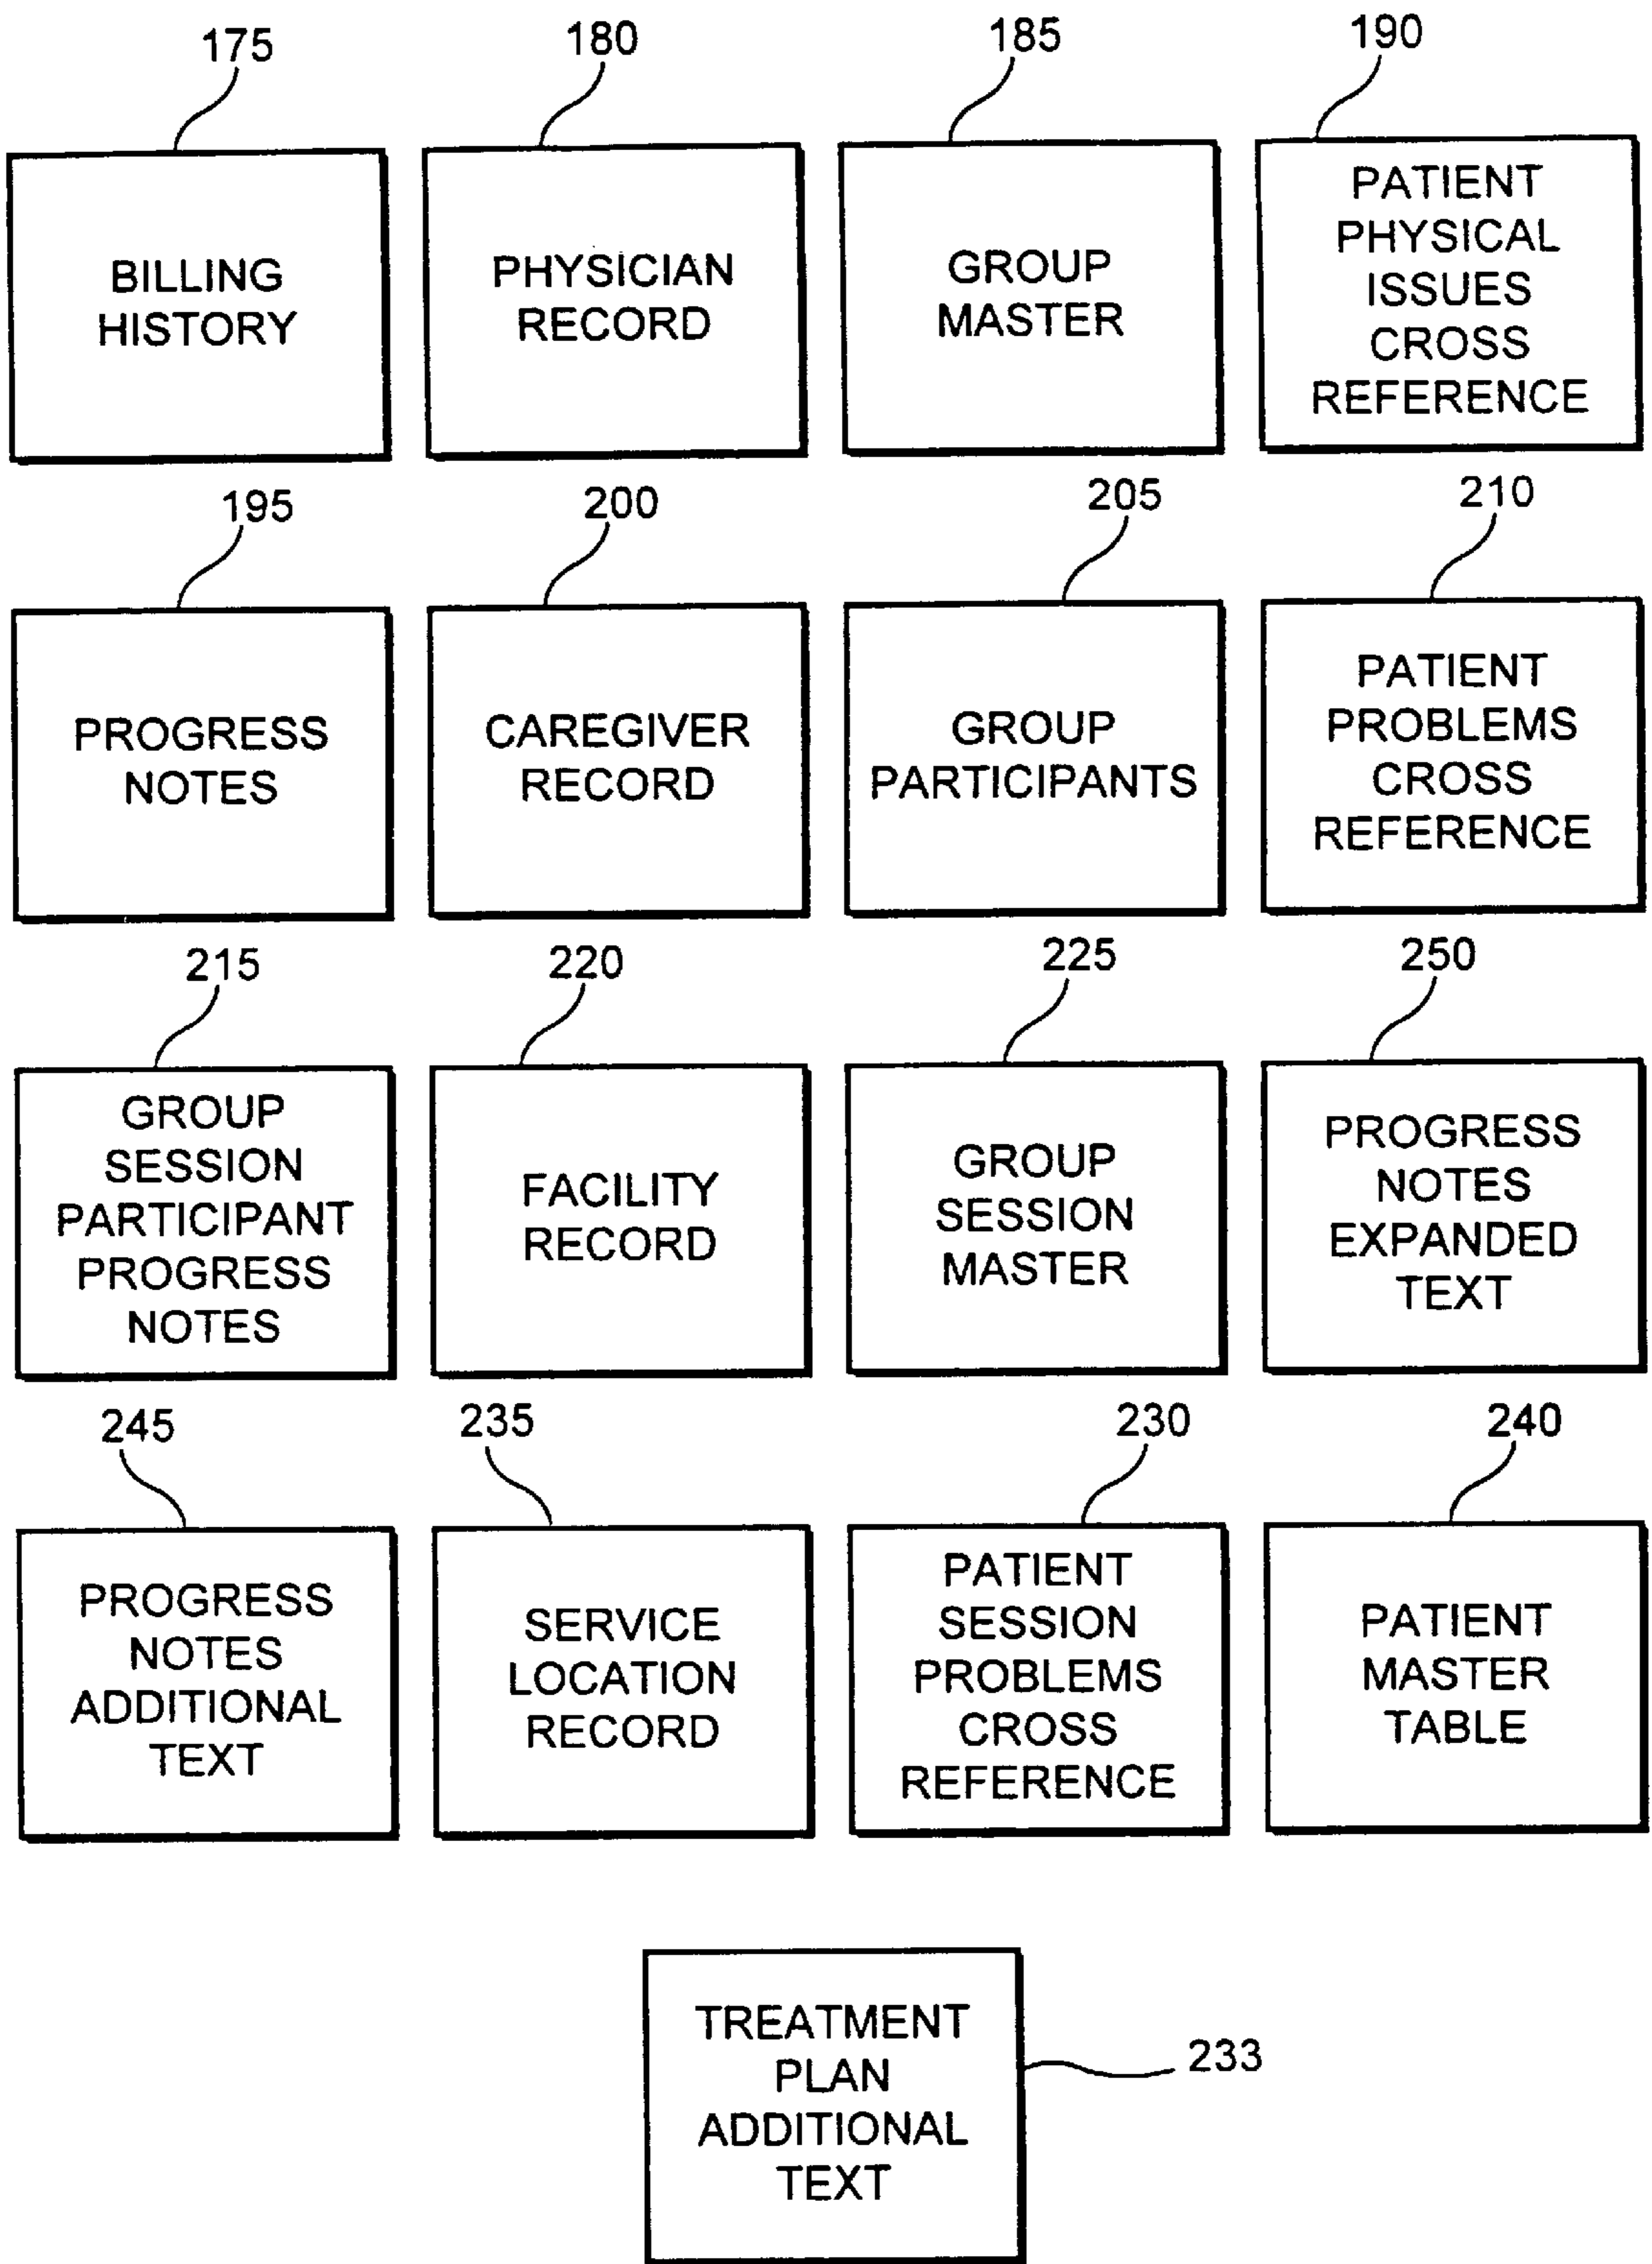 175
180
185
190
BILLING
HISTORY
PHYSICIAN
RECORD
GROUP
MASTER
PATIENT
PHYSICAL
ISSUES
CROSS
REFERENCE
195
200
205
210
PROGRESS
NOTES
CAREGIVER
RECORD
GROUP
PARTICIPANTS
PATIENT
PROBLEMS
CROSS
REFERENCE
215
220
225
250
GROUP
SESSION
PARTICIPANT
PROGRESS
NOTES
FACILITY
RECORD
GROUP
SESSION
MASTER
PROGRESS
NOTES
EXPANDED
TEXT
245
235
230
240
PROGRESS
NOTES
ADDITIONAL
TEXT
SERVICE
LOCATION
RECORD
PATIENT
SESSION
PROBLEMS
CROSS
REFERENCE
PATIENT
MASTER
TABLE
TREATMENT
PLAN
ADDITIONAL
TEXT
233